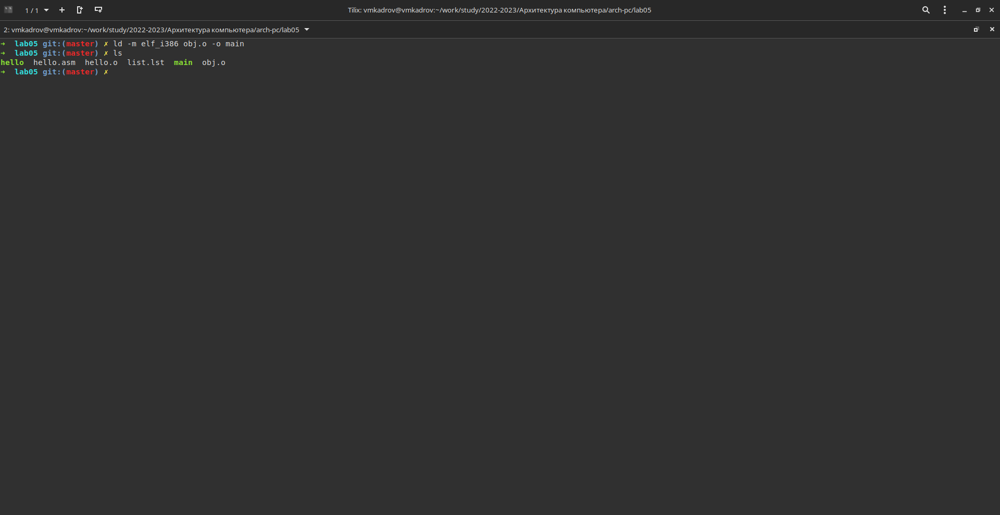 1 / 1
Tilix: vmkadrov@vmkadrov:~/work/study/2022-2023/Архитектура компьютера/arch-pc/lab05
2: vmkadrov@vmkadrov:~/work/study/2022-2023/Архитектура компьютера/arch-pc/lab05
➜ lab05 git:(master) ✗ ld -m elf_i386 obj.o -o main
➜ lab05 git:(master) ✗ ls
hello hello.asm hello.o list.lst main obj.o
➜ lab05 git:(master) ✗